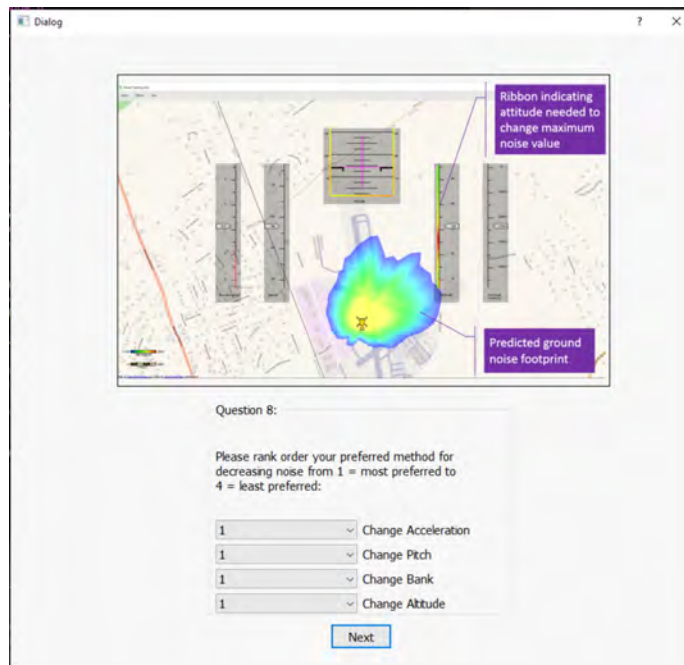 Dialog
?
Ribbon indicating
attitude needed to
change maximum
noise value
Predicted ground
noise footprint
Question 8:
Please rank order your preferred method for
decreasing noise from 1 = most preferred to
4 = least preferred:
1 Change Acceleration
1 Change Pitch
1 Change Bank
1 Change Altitude
Next